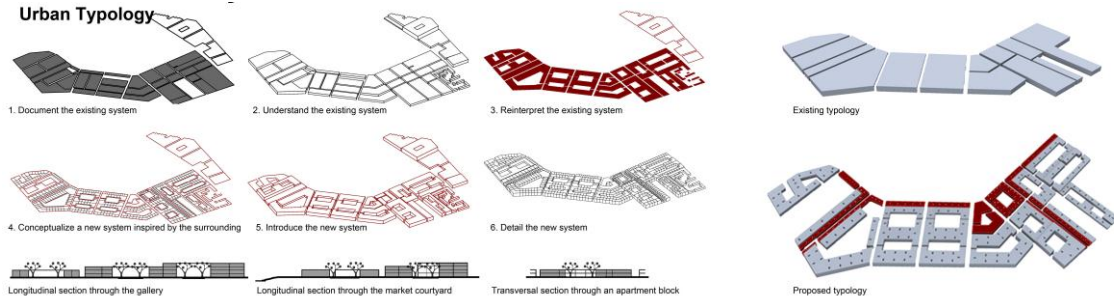 Urban Typology
1. Document the existing system
2. Understand the existing system
3. Reinterpret the existing system
Existing typology
4. Conceptualize a new system inspired by the surrounding
5. Introduce the new system
6. Detail the new system
Longitudinal section through the gallery
Longitudinal section through the market courtyard
Transversal section through an apartment block
Proposed typology